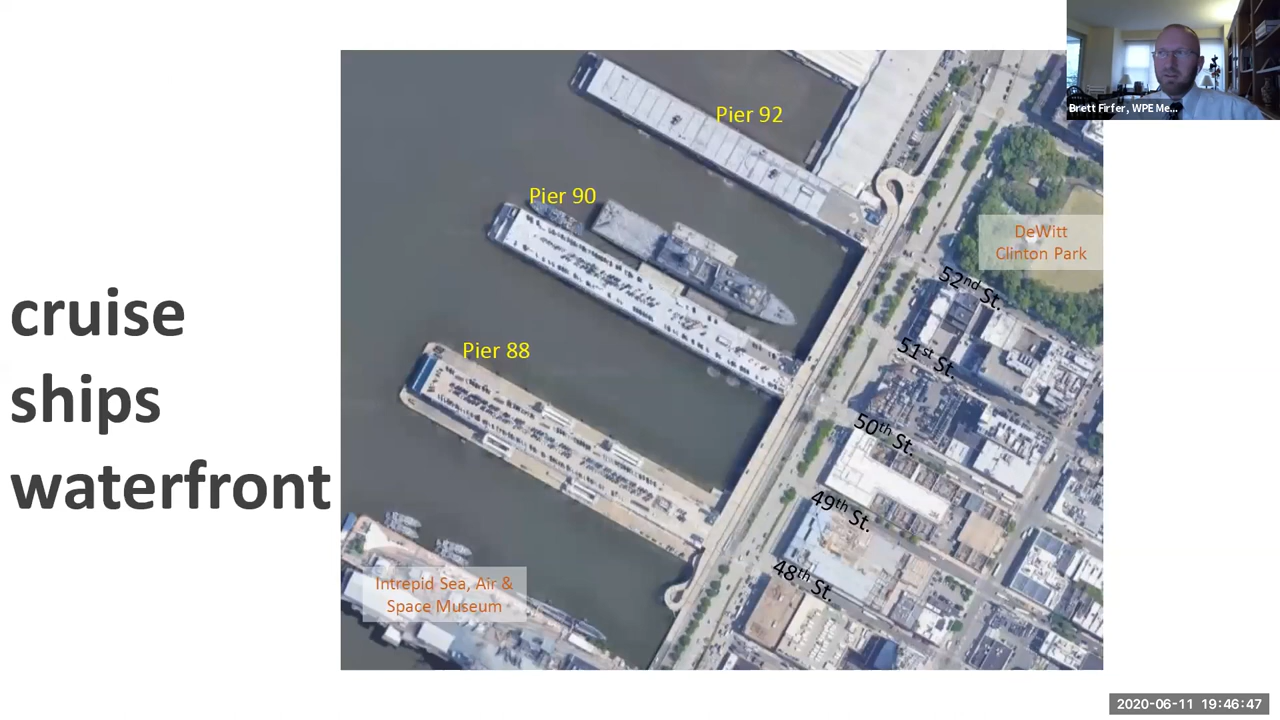 Brett Firfer, WPE Me...
Pier 92
Pier 90
DeWitt
Clinton Park
52nd St.
cruise
ships
waterfront
51st St.
Pier 88
50th St.
49th St.
48th St.
Intrepid Sea, Air &
Space Museum
2020-06-11 19:46:47